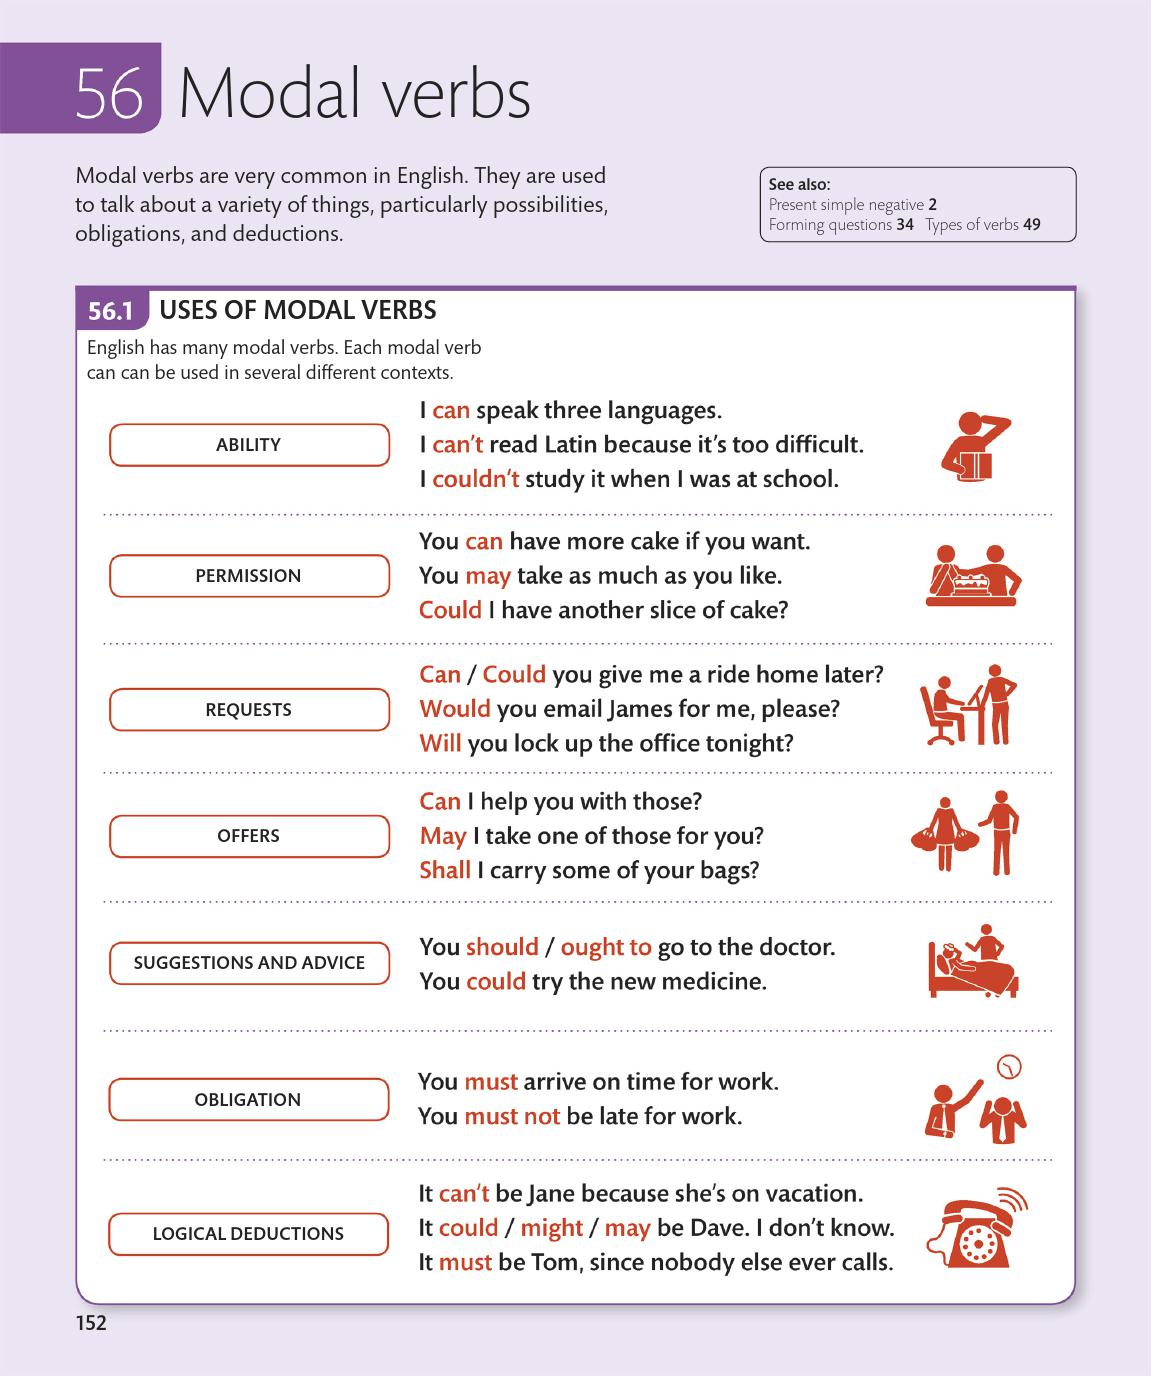 56 Modal verbs
Modal verbs are very common in English. They are used
to talk about a variety of things, particularly possibilities,
obligations, and deductions.
See also:
Present simple negative 2
Forming questions 34 Types of verbs 49
56.1 USES OF MODAL VERBS
English has many modal verbs. Each modal verb
can can be used in several different contexts.
ABILITY
I can speak three languages.
I can't read Latin because it's too difficult.
I couldn't study it when I was at school.
PERMISSION
You can have more cake if you want.
You may take as much as you like.
Could I have another slice of cake?
REQUESTS
Can / Could you give me a ride home later?
Would you email James for me, please?
Will you lock up the office tonight?
OFFERS
Can I help you with those?
May I take one of those for you?
Shall I carry some of your bags?
SUGGESTIONS AND ADVICE
You should / ought to go to the doctor.
You could try the new medicine.
OBLIGATION
You must arrive on time for work.
You must not be late for work.
LOGICAL DEDUCTIONS
It can't be Jane because she's on vacation.
It could / might / may be Dave. I don't know.
It must be Tom, since nobody else ever calls.
152